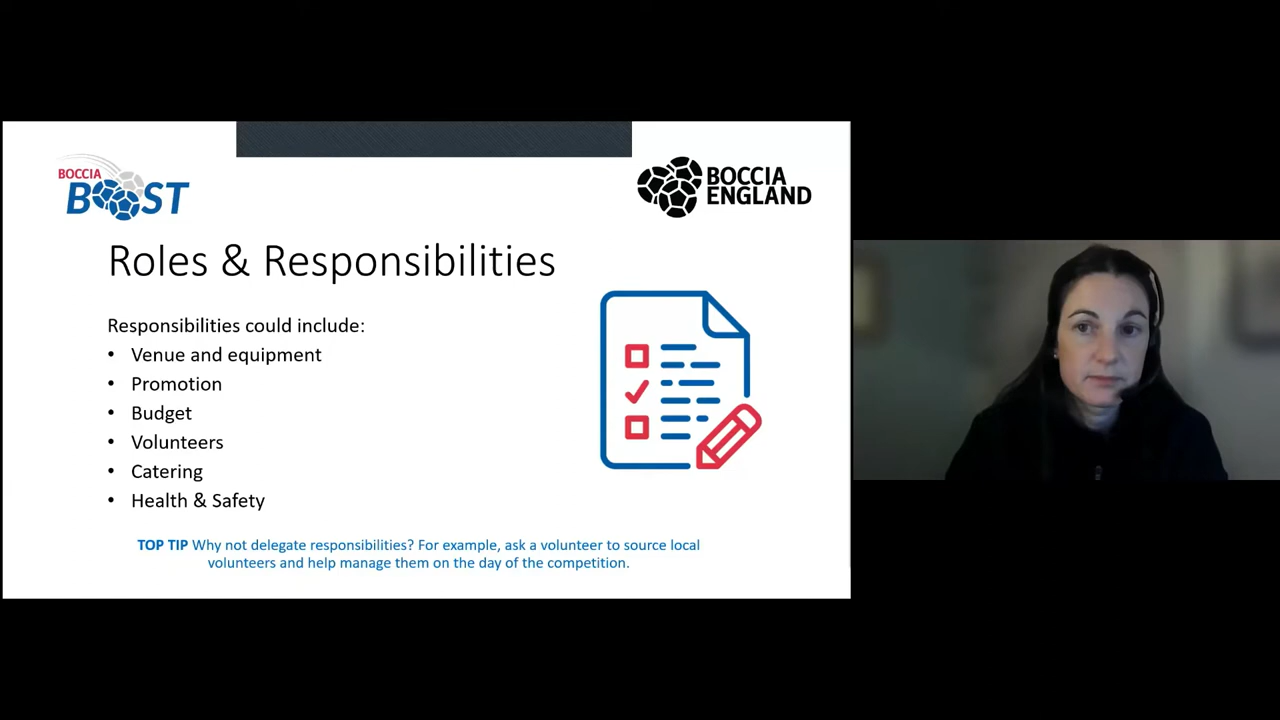 BOCCIA
BOOST
BOCCIA
ENGLAND
Roles & Responsibilities
Responsibilities could include:
• Venue and equipment
• Promotion
• Budget
• Volunteers
• Catering
• Health & Safety
TOP TIP Why not delegate responsibilities? For example, ask a volunteer to source local
volunteers and help manage them on the day of the competition.